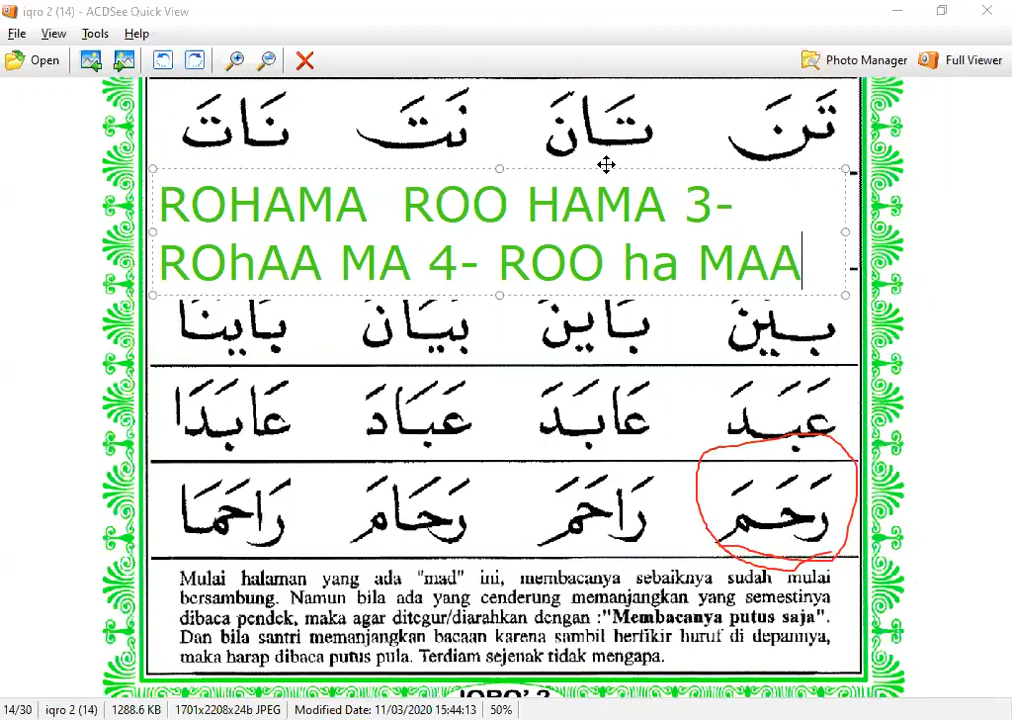 iqro 2 (14) - ACDSee Quick View
File View Tools Help
Open Photo Manager Full Viewer
تَنَ تَانَ نَتَ نَاتَ
ROHAMA ROO HAMA 3-
ROhAA MA 4- ROO ha MAA
بَيَنَ بَايَنَ بَيَانَ بَايَنَا
عَبَدَ عَابَدَ عَبَادَ عَابَدَا
رَحَمَ رَاحَمَ رَحَامَ رَاحَمَا
Mulai halaman yang ada "mad" ini, membacanya sebaiknya sudah mulai
bersambung. Namun bila ada yang cenderung memanjangkan yang semestinya
dibaca pendek, maka agar ditegur/diarahkan dengan :"Membacanya putus saja".
Dan bila santri memanjangkan bacaan karena sambil berfikir huruf di depannya,
maka harap dibaca putus pula. Terdiam sejenak tidak mengapa.
IQRO' 2
14/30 iqro 2 (14) 1288.6 KB 1701x2208x24b JPEG Modified Date: 11/03/2020 15:44:13 50%